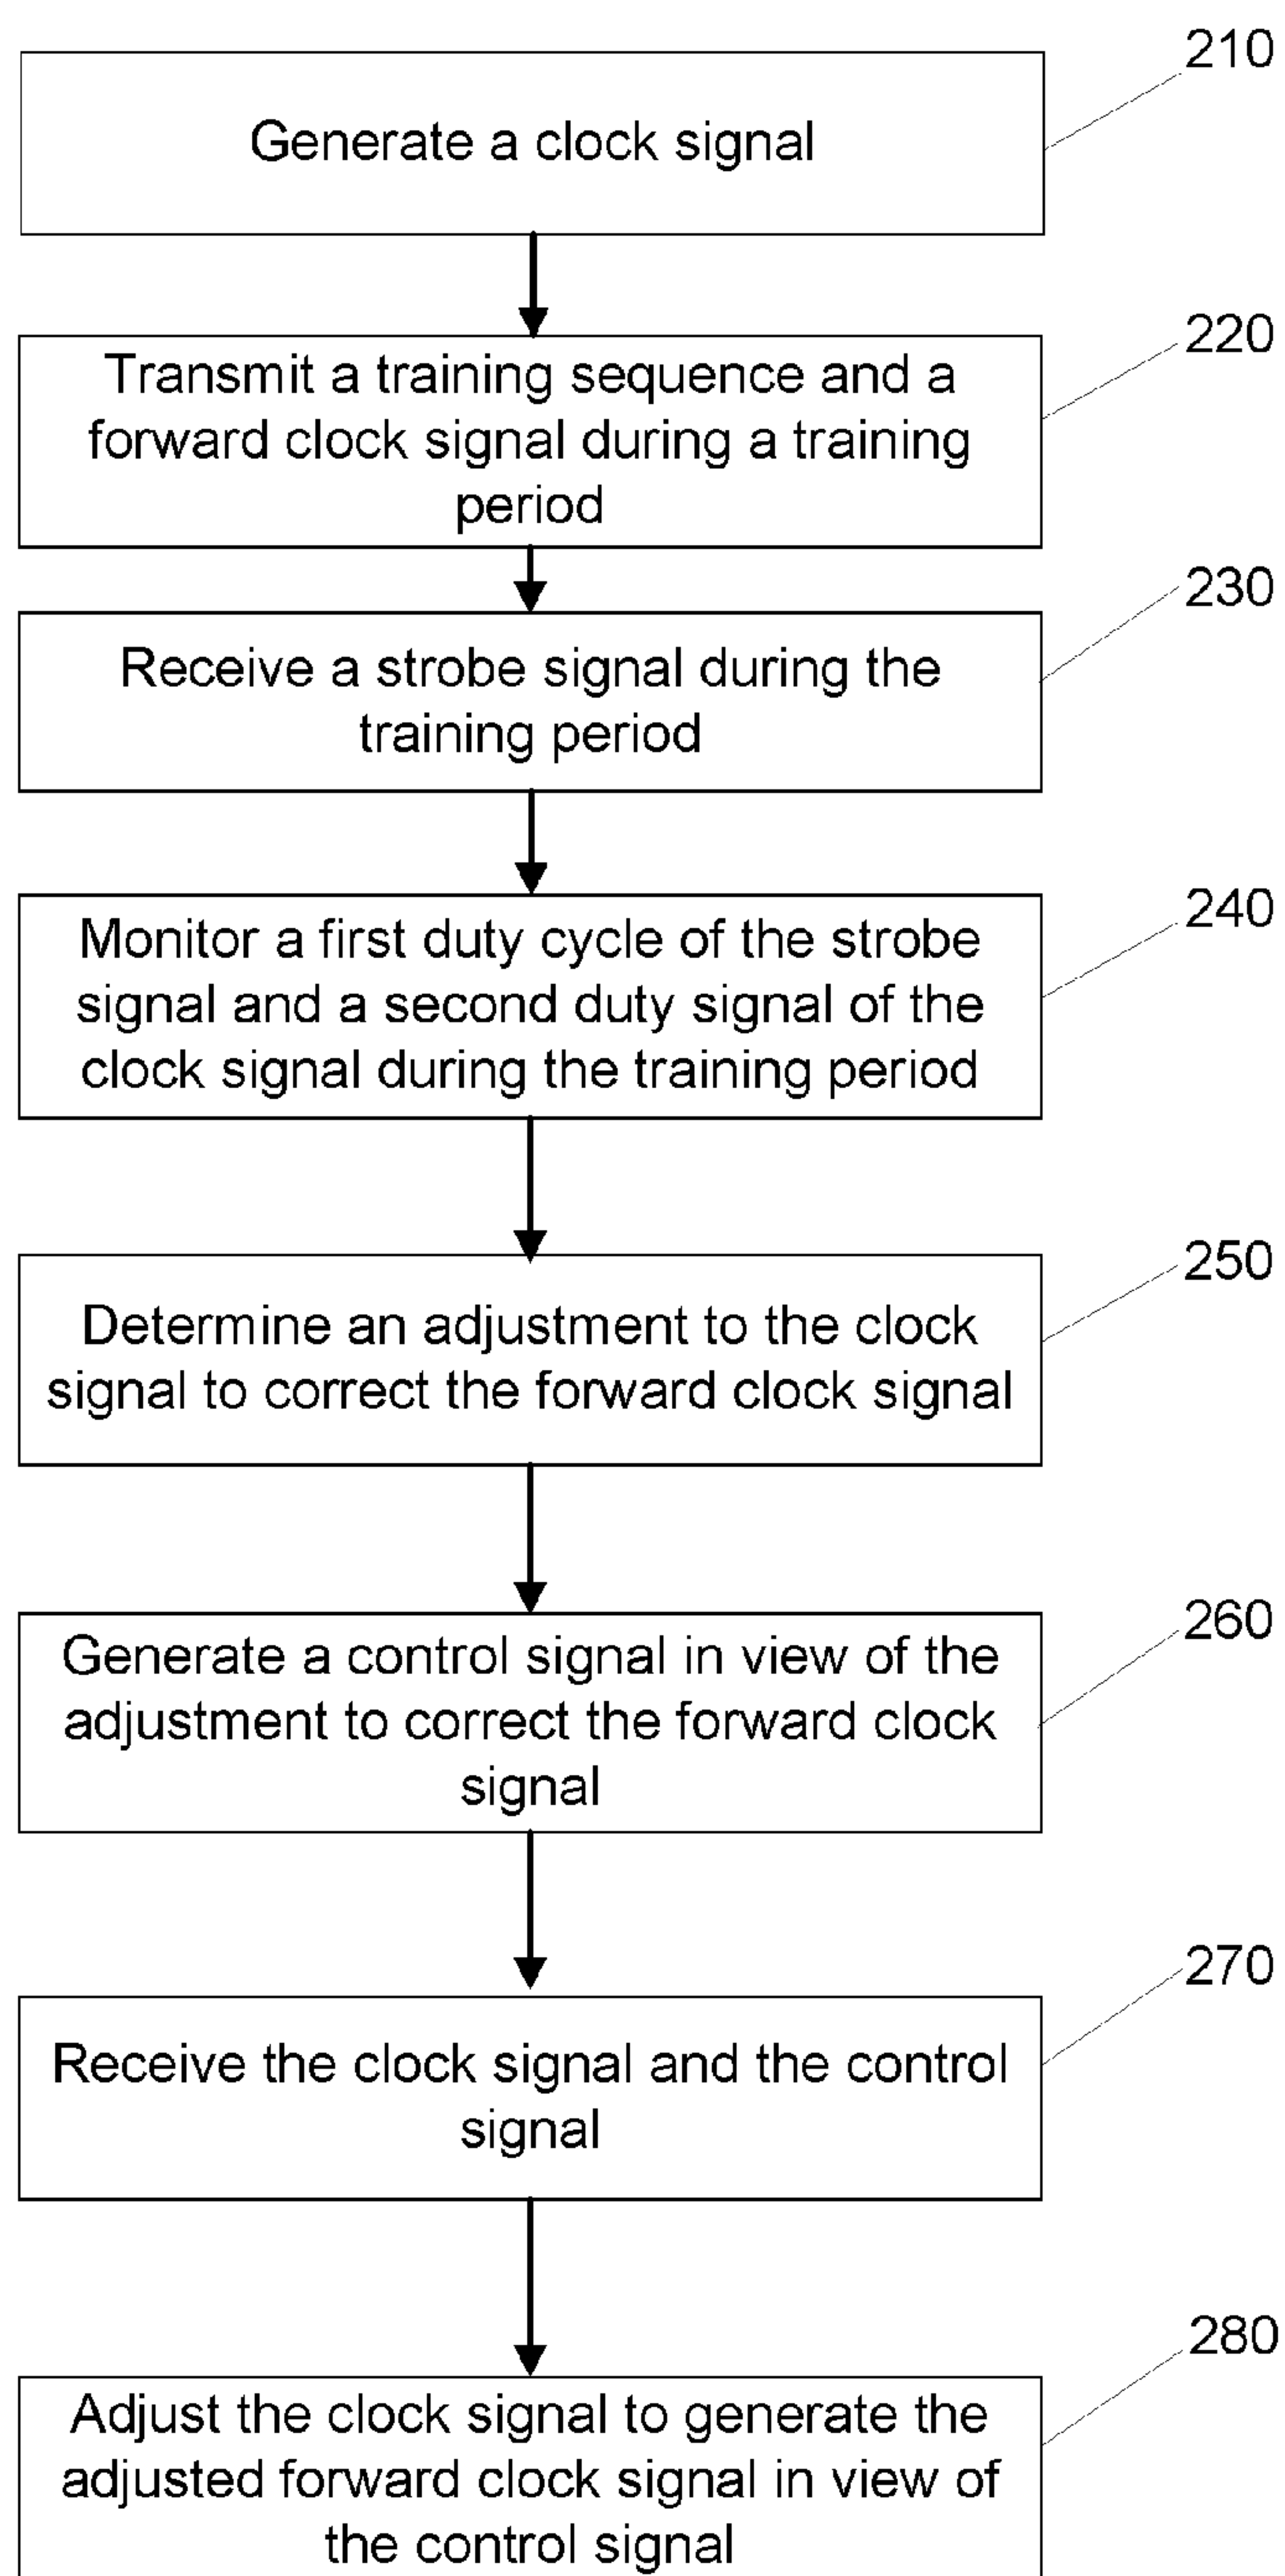 210
Generate a clock signal
220
Transmit a training sequence and a
forward clock signal during a training
period
230
Receive a strobe signal during the
training period
240
Monitor a first duty cycle of the strobe
signal and a second duty signal of the
clock signal during the training period
250
Determine an adjustment to the clock
signal to correct the forward clock signal
260
Generate a control signal in view of the
adjustment to correct the forward clock
signal
270
Receive the clock signal and the control
signal
280
Adjust the clock signal to generate the
adjusted forward clock signal in view of
the control signal